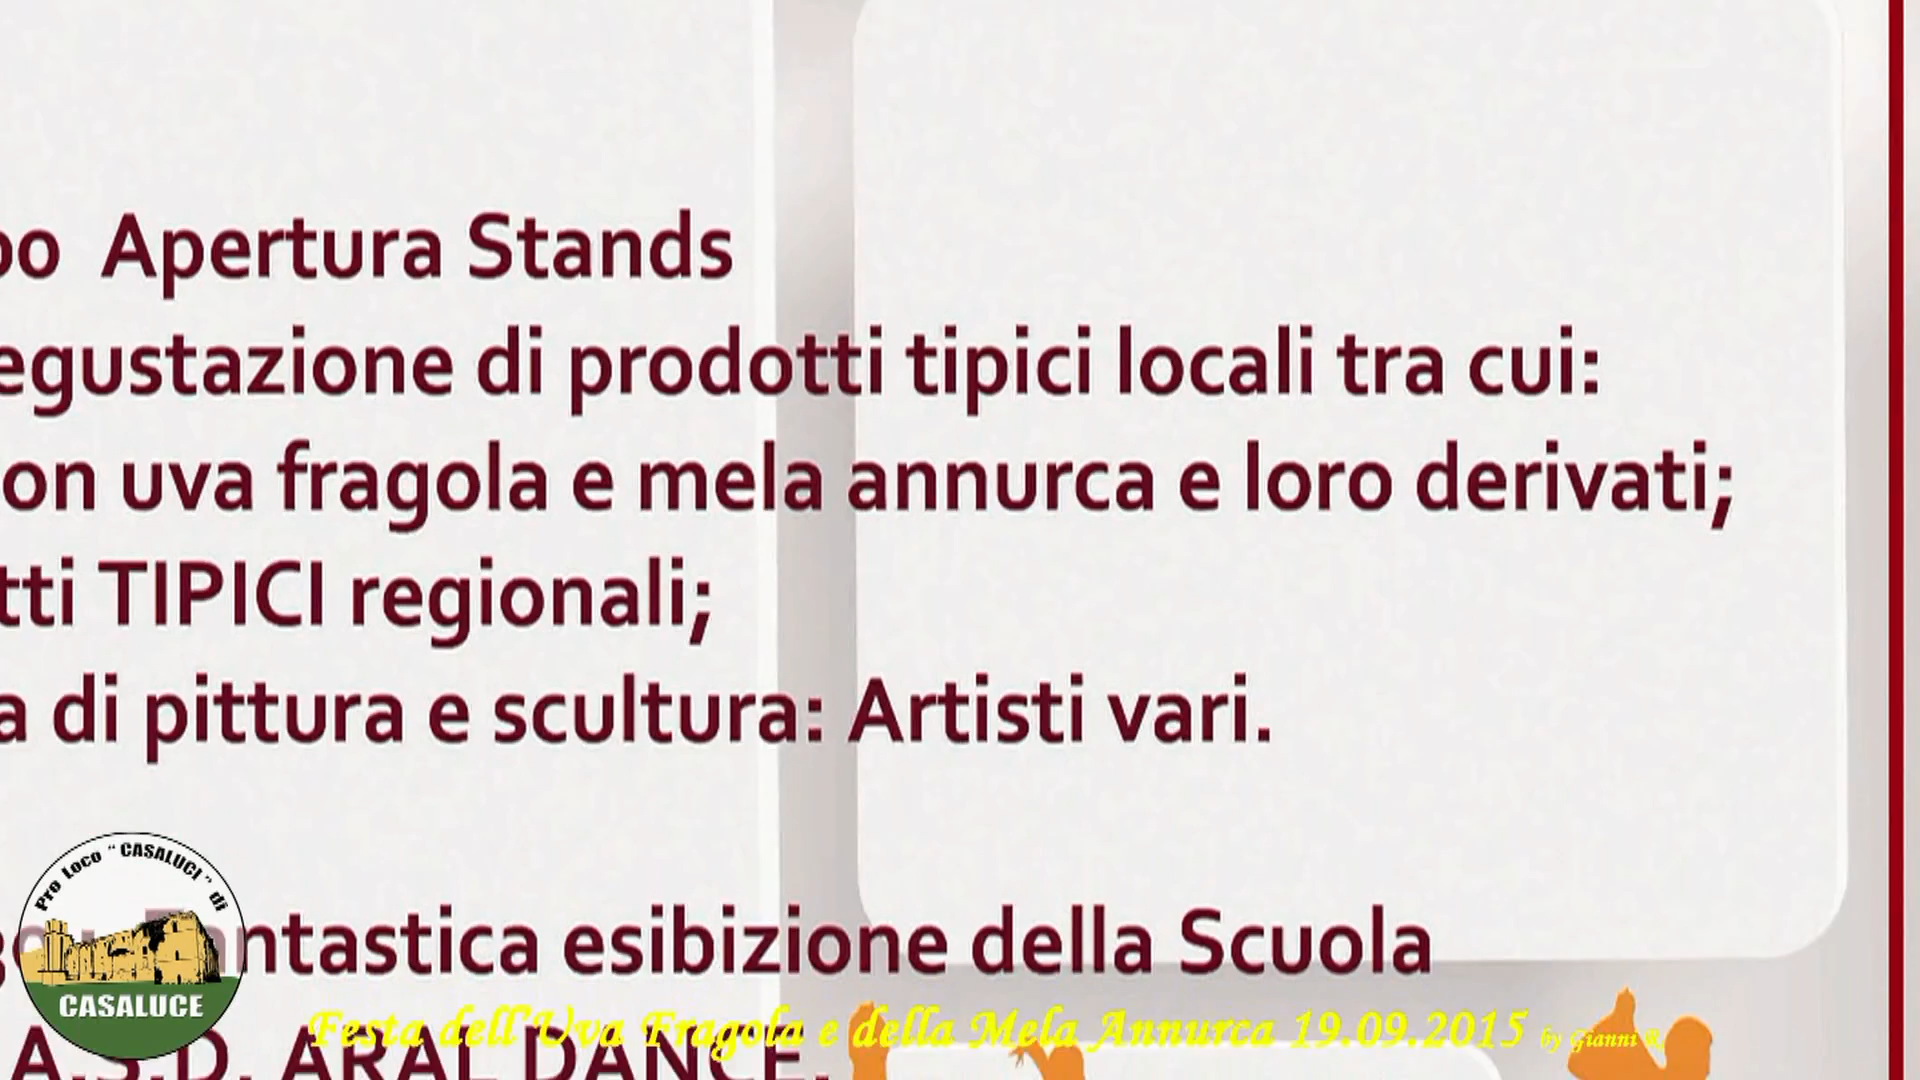 Apertura Stands
egustazione di prodotti tipici locali tra cui:
on uva fragola e mela annurca e loro derivati;
tti TIPICI regionali;
a di pittura e scultura: Artisti vari.
Pro Loco "CASALUCI" di
CASALUCE
ntastica esibizione della Scuola
Festa dell'Uva Fragola e della Mela Annurca 19.09.2015 by Gianni R.
A.S.D. ARAL DANCE.